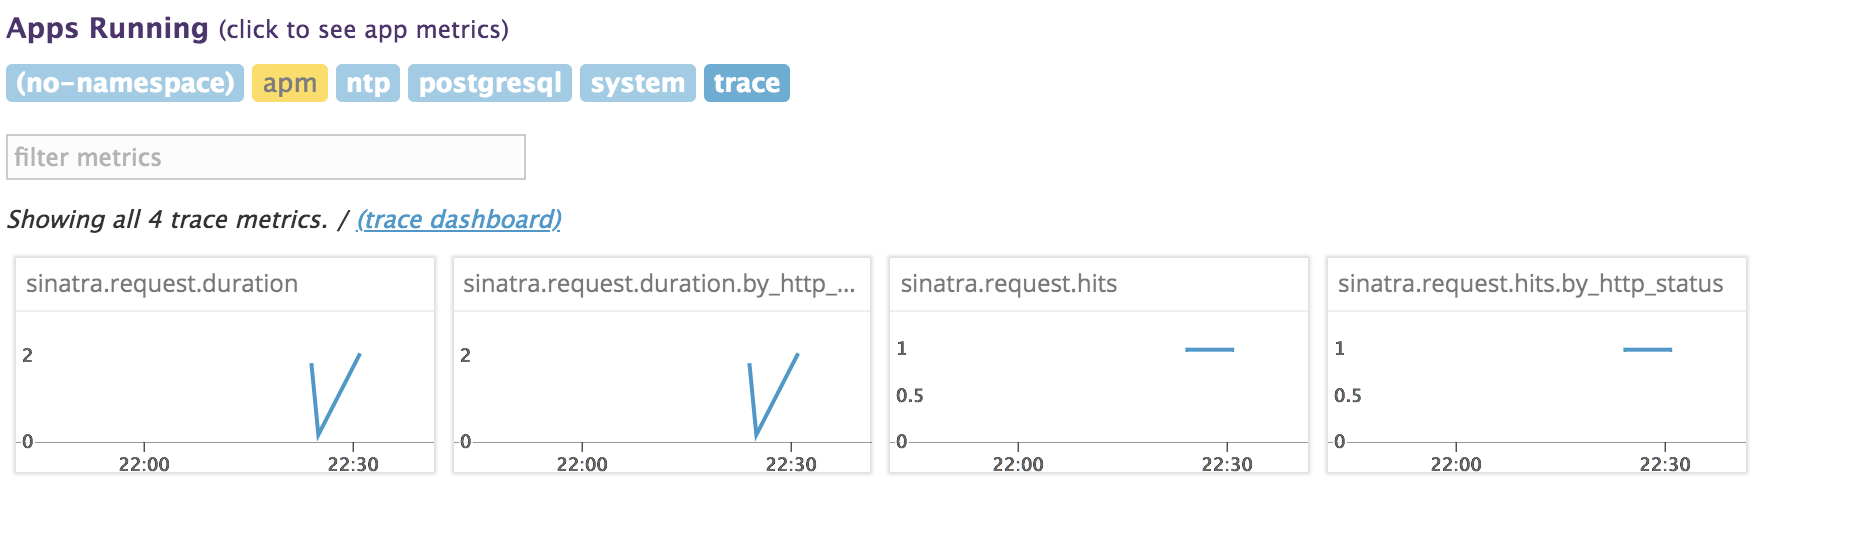 Apps Running (click to see app metrics)
(no-namespace) apm ntp postgresql system trace
filter metrics
Showing all 4 trace metrics. / (trace dashboard)
sinatra.request.duration
2
0
22:00 22:30
sinatra.request.duration.by_http_...
2
0
22:00 22:30
sinatra.request.hits
1
0.5
0
22:00 22:30
sinatra.request.hits.by_http_status
1
0.5
0
22:00 22:30